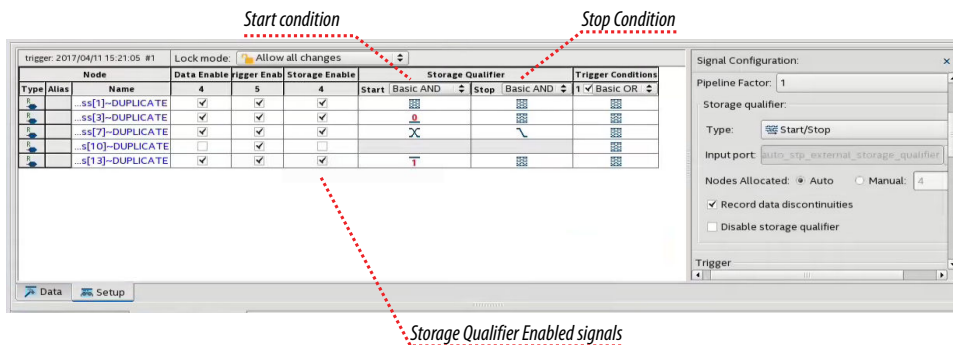 Start condition
Stop Condition
trigger: 2017/04/11 15:21:05 #1
Lock mode: Allow all changes
Node
Data Enable
rigger Enab
Storage Enable
Storage Qualifier
Trigger Conditions
Type
Alias
Name
4
5
4
Start Basic AND
Stop Basic AND
1 Basic OR
...ss[1]~DUPLICATE
...ss[3]~DUPLICATE
0
...ss[7]~DUPLICATE
...s[10]~DUPLICATE
...s[13]~DUPLICATE
1
Data
Setup
Signal Configuration:
Pipeline Factor: 1
Storage qualifier:
Type: Start/Stop
Input port: auto_stp_external_storage_qualifier
Nodes Allocated: Auto Manual: 4
Record data discontinuities
Disable storage qualifier
Trigger
Storage Qualifier Enabled signals